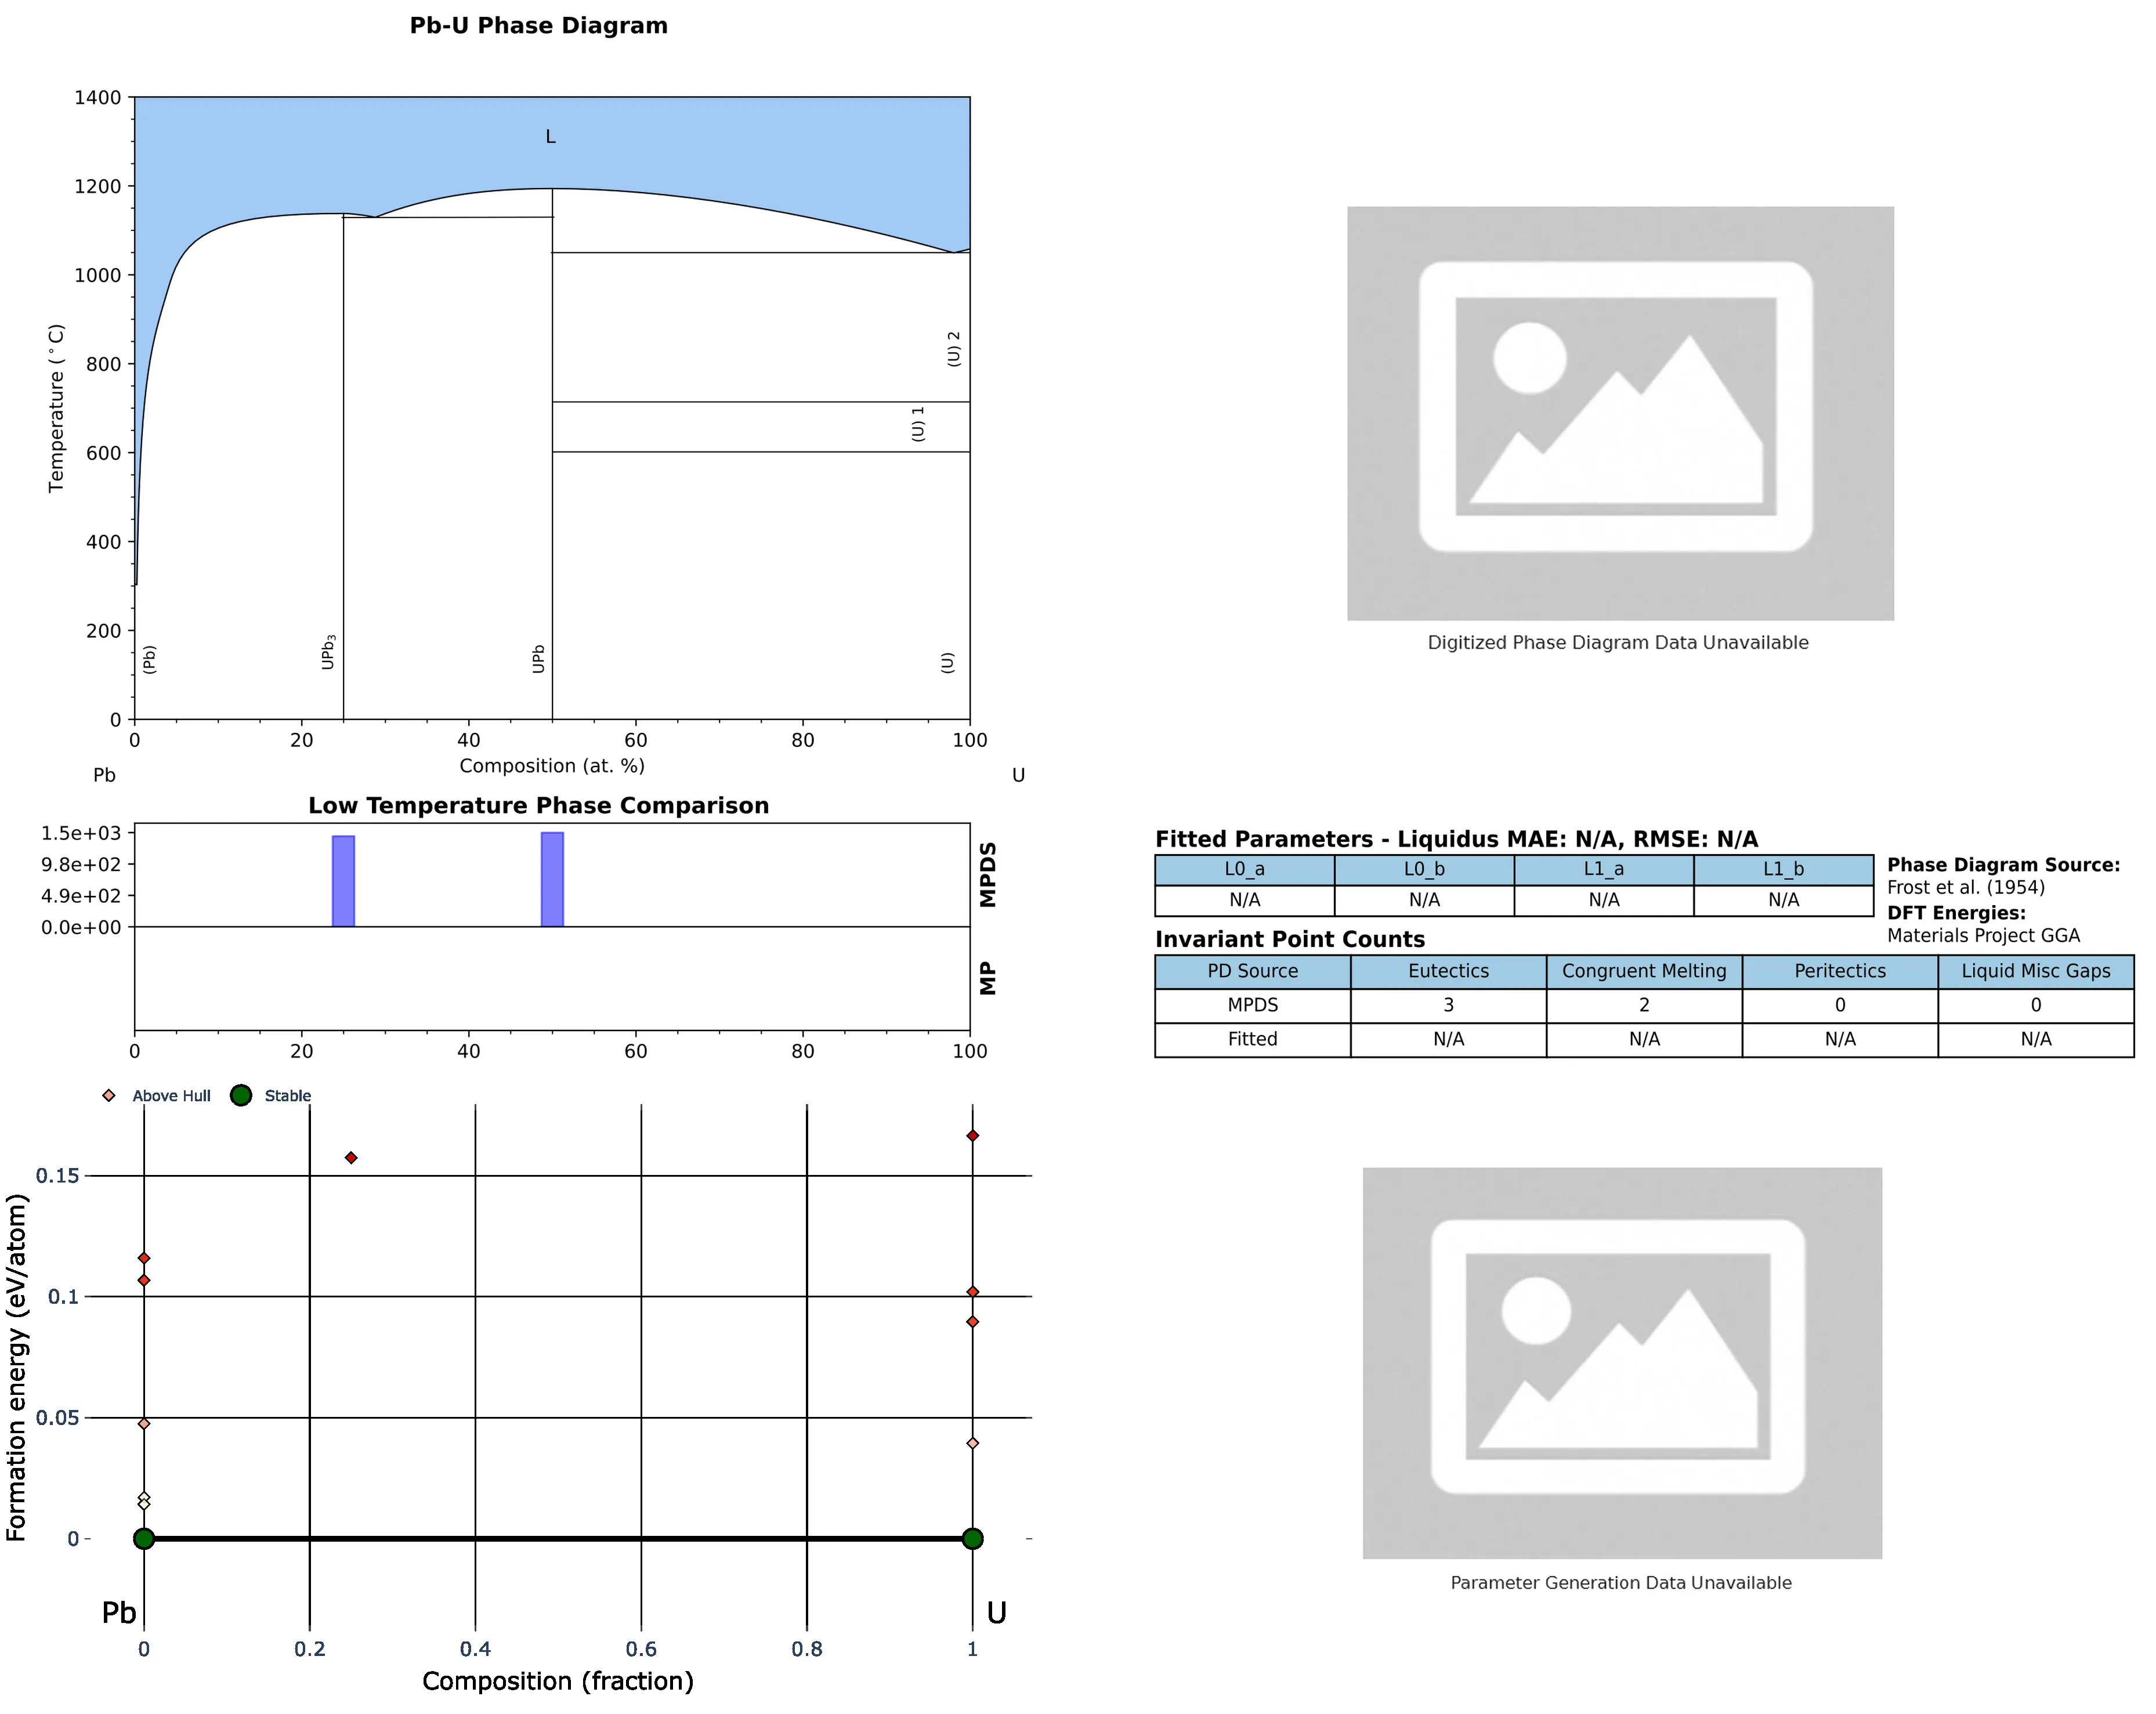 Pb-U Phase Diagram
1400
1200
1000
800
600
400
200
0
Temperature (°C)
L
(U) 2
(U) 1
(Pb)
UPb₃
UPb
(U)
0 20 40 60 80 100
Composition (at. %)
Pb U
Digitized Phase Diagram Data Unavailable
Low Temperature Phase Comparison
1.5e+03
9.8e+02
4.9e+02
0.0e+00
MPDS
MP
0 20 40 60 80 100
Fitted Parameters - Liquidus MAE: N/A, RMSE: N/A
L0_a L0_b L1_a L1_b
N/A N/A N/A N/A
Phase Diagram Source:
Frost et al. (1954)
DFT Energies:
Materials Project GGA
Invariant Point Counts
PD Source Eutectics Congruent Melting Peritectics Liquid Misc Gaps
MPDS 3 2 0 0
Fitted N/A N/A N/A N/A
Above Hull Stable
0.15
0.1
0.05
0
Formation energy (eV/atom)
Pb U
0 0.2 0.4 0.6 0.8 1
Composition (fraction)
Parameter Generation Data Unavailable